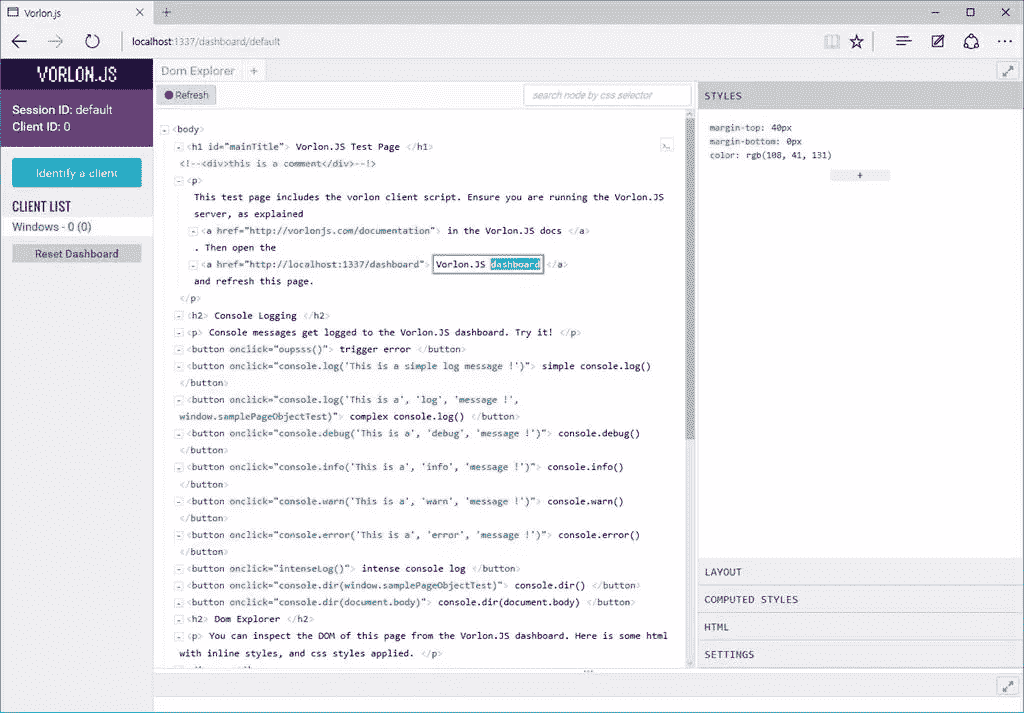 Vorlon.js
localhost:1337/dashboard/default
VORLON.JS
Session ID: default
Client ID: 0
Identify a client
CLIENT LIST
Windows - 0 (0)
Reset Dashboard
Dom Explorer +
Refresh
search node by css selector
<body>
<h1 id="mainTitle"> Vorlon.JS Test Page </h1>
<!--<div>this is a comment</div>--!>
<p>
This test page includes the vorlon client script. Ensure you are running the Vorlon.JS
server, as explained
<a href="http://vorlonjs.com/documentation"> in the Vorlon.JS docs </a>
. Then open the
<a href="http://localhost:1337/dashboard"> Vorlon.JS dashboard </a>
and refresh this page.
</p>
<h2> Console Logging </h2>
<p> Console messages get logged to the Vorlon.JS dashboard. Try it! </p>
<button onclick="oupsss()"> trigger error </button>
<button onclick="console.log('This is a simple log message !')"> simple console.log()
</button>
<button onclick="console.log('This is a', 'log', 'message !',
window.samplePageObjectTest)"> complex console.log() </button>
<button onclick="console.debug('This is a', 'debug', 'message !')"> console.debug()
</button>
<button onclick="console.info('This is a', 'info', 'message !')"> console.info()
</button>
<button onclick="console.warn('This is a', 'warn', 'message !')"> console.warn()
</button>
<button onclick="console.error('This is a', 'error', 'message !')"> console.error()
</button>
<button onclick="intenseLog()"> intense console log </button>
<button onclick="console.dir(window.samplePageObjectTest)"> console.dir() </button>
<button onclick="console.dir(document.body)"> console.dir(document.body) </button>
<h2> Dom Explorer </h2>
<p> You can inspect the DOM of this page from the Vorlon.JS dashboard. Here is some html
with inline styles, and css styles applied. </p>
STYLES
margin-top: 40px
margin-bottom: 0px
color: rgb(108, 41, 131)
+
LAYOUT
COMPUTED STYLES
HTML
SETTINGS